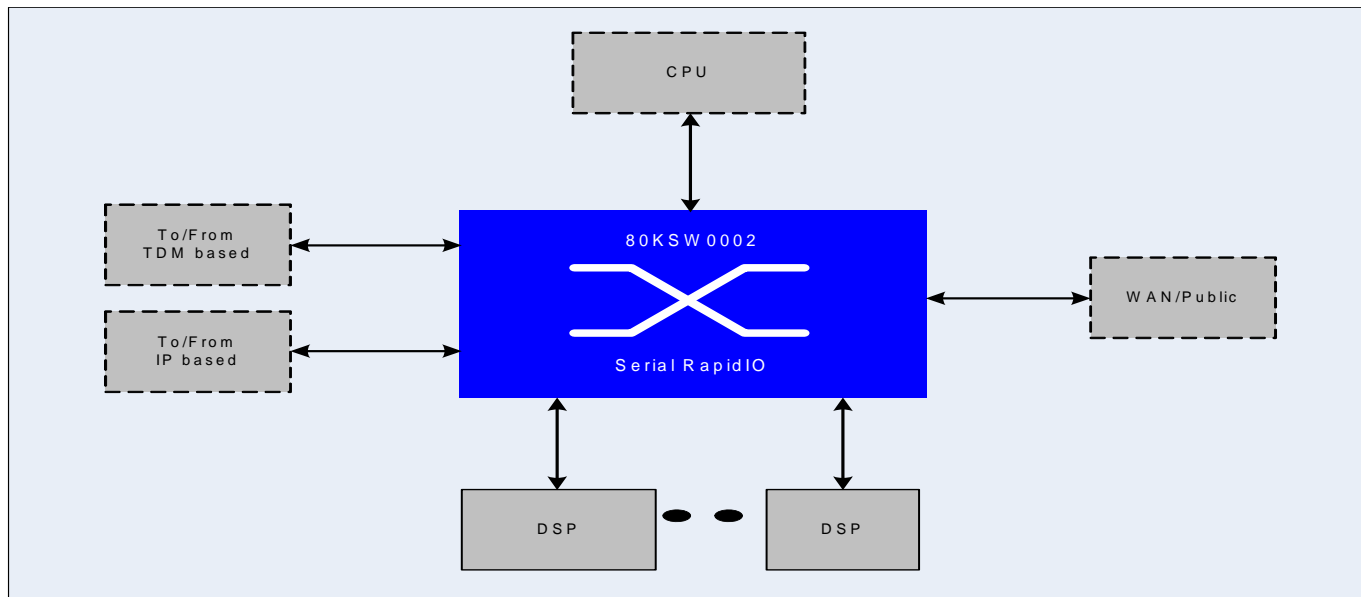 CPU
To/From
TDM based
80KSW0002
WAN/Public
To/From
IP based
Serial RapidIO
DSP
DSP